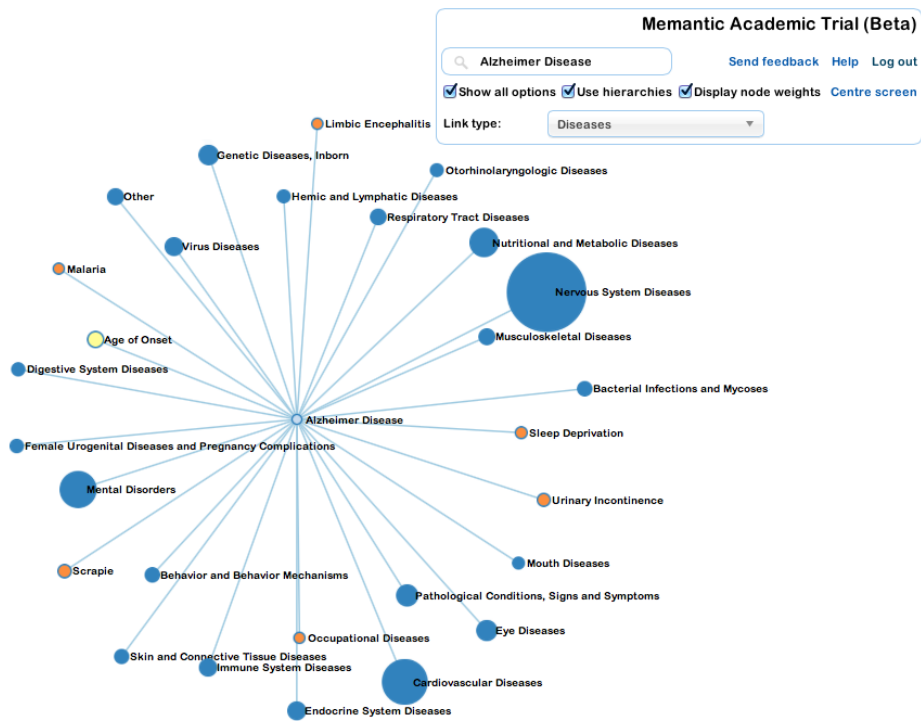 Memantic Academic Trial (Beta)
Alzheimer Disease
Send feedback Help Log out
Show all options Use hierarchies Display node weights Centre screen
Link type: Diseases
Limbic Encephalitis
Genetic Diseases, Inborn
Otorhinolaryngologic Diseases
Other
Hemic and Lymphatic Diseases
Respiratory Tract Diseases
Virus Diseases
Nutritional and Metabolic Diseases
Malaria
Nervous System Diseases
Age of Onset
Musculoskeletal Diseases
Digestive System Diseases
Bacterial Infections and Mycoses
Alzheimer Disease
Sleep Deprivation
Female Urogenital Diseases and Pregnancy Complications
Mental Disorders
Urinary Incontinence
Mouth Diseases
Scrapie
Behavior and Behavior Mechanisms
Pathological Conditions, Signs and Symptoms
Eye Diseases
Occupational Diseases
Skin and Connective Tissue Diseases
Immune System Diseases
Cardiovascular Diseases
Endocrine System Diseases